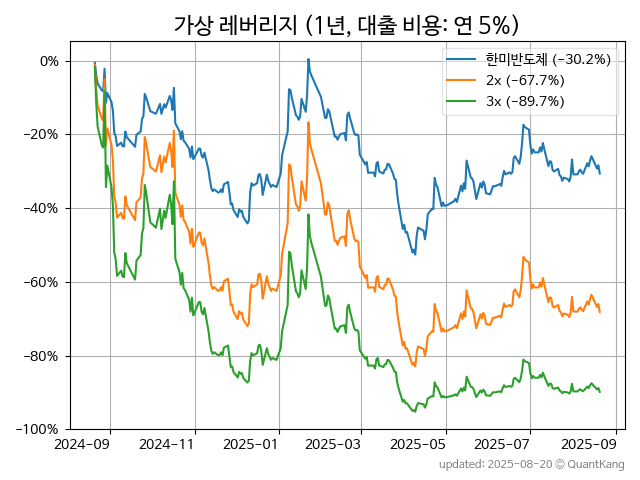 가상 레버리지 (1년, 대출 비용: 연 5%)
한미반도체 (−30.2%)
2x (−67.7%)
3x (−89.7%)
0%
−20%
−40%
−60%
−80%
−100%
2024-09 2024-11 2025-01 2025-03 2025-05 2025-07 2025-09
updated: 2025-08-20 © QuantKang